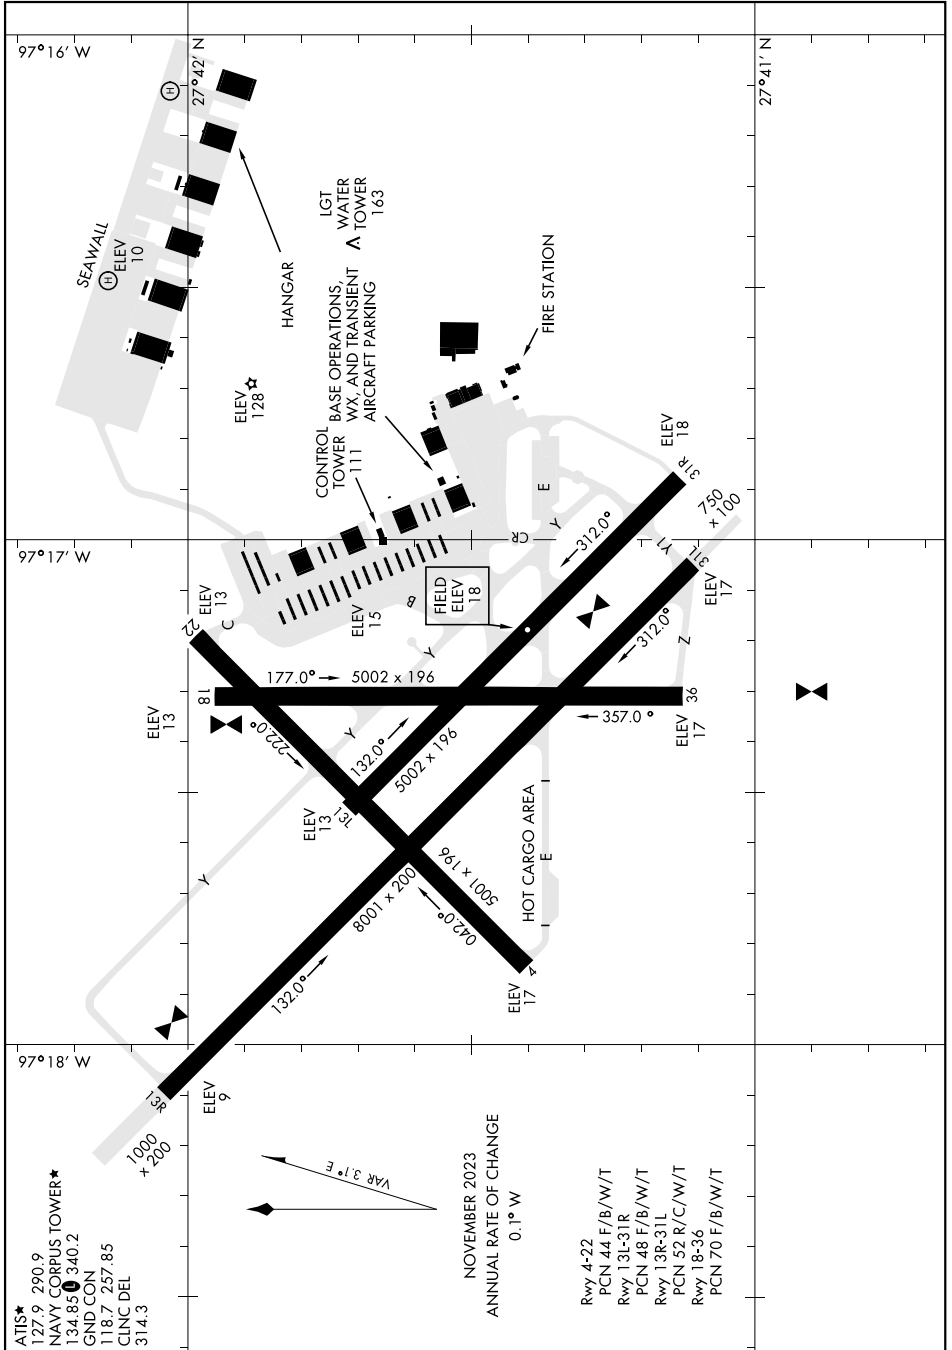 97°16' W
27°42' N
27°41' N
H
SEAWALL
H
ELEV
10
HANGAR
LGT
WATER
TOWER
163
BASE OPERATIONS,
WX, AND TRANSIENT
AIRCRAFT PARKING
FIRE STATION
ELEV
128
CONTROL
TOWER
111
ELEV
18
31R
750
x 100
E
Y
CR
312.0°
Y1
31L
ELEV
17
97°17' W
ELEV
13
C
22
ELEV
15
B
FIELD
ELEV
18
Y
312.0°
Z
18
177.0°
5002 x 196
36
357.0 °
ELEV
17
ELEV
13
222.0°
Y
132.0°
5002 x 196
ELEV
13
13L
HOT CARGO AREA
E
Y
8001 x 200
5001 x 196
042.0°
132.0°
4
ELEV
17
97°18' W
13R
ELEV
9
1000
x 200
VAR 3.1° E
NOVEMBER 2023
ANNUAL RATE OF CHANGE
0.1° W
ATIS★
127.9 290.9
NAVY CORPUS TOWER★
134.85 L 340.2
GND CON
118.7 257.85
CLNC DEL
314.3
Rwy 4-22
PCN 44 F/B/W/T
Rwy 13L-31R
PCN 48 F/B/W/T
Rwy 13R-31L
PCN 52 R/C/W/T
Rwy 18-36
PCN 70 F/B/W/T